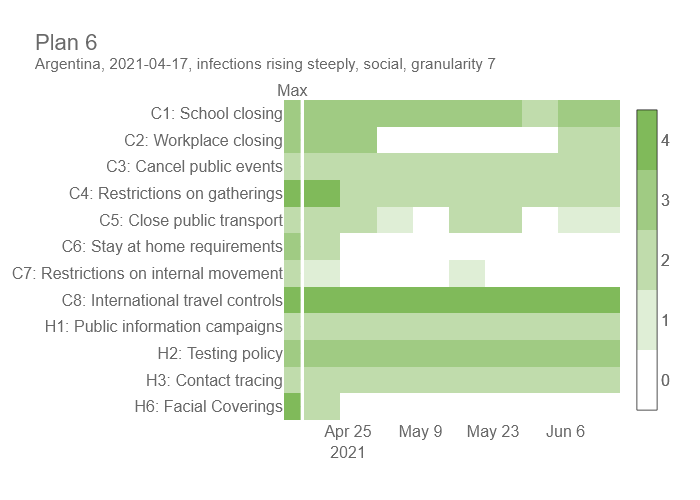 Plan 6
Argentina, 2021-04-17, infections rising steeply, social, granularity 7
Max
C1: School closing
C2: Workplace closing
C3: Cancel public events
C4: Restrictions on gatherings
C5: Close public transport
C6: Stay at home requirements
C7: Restrictions on internal movement
C8: International travel controls
H1: Public information campaigns
H2: Testing policy
H3: Contact tracing
H6: Facial Coverings
Apr 25 May 9 May 23 Jun 6
2021
4
3
2
1
0